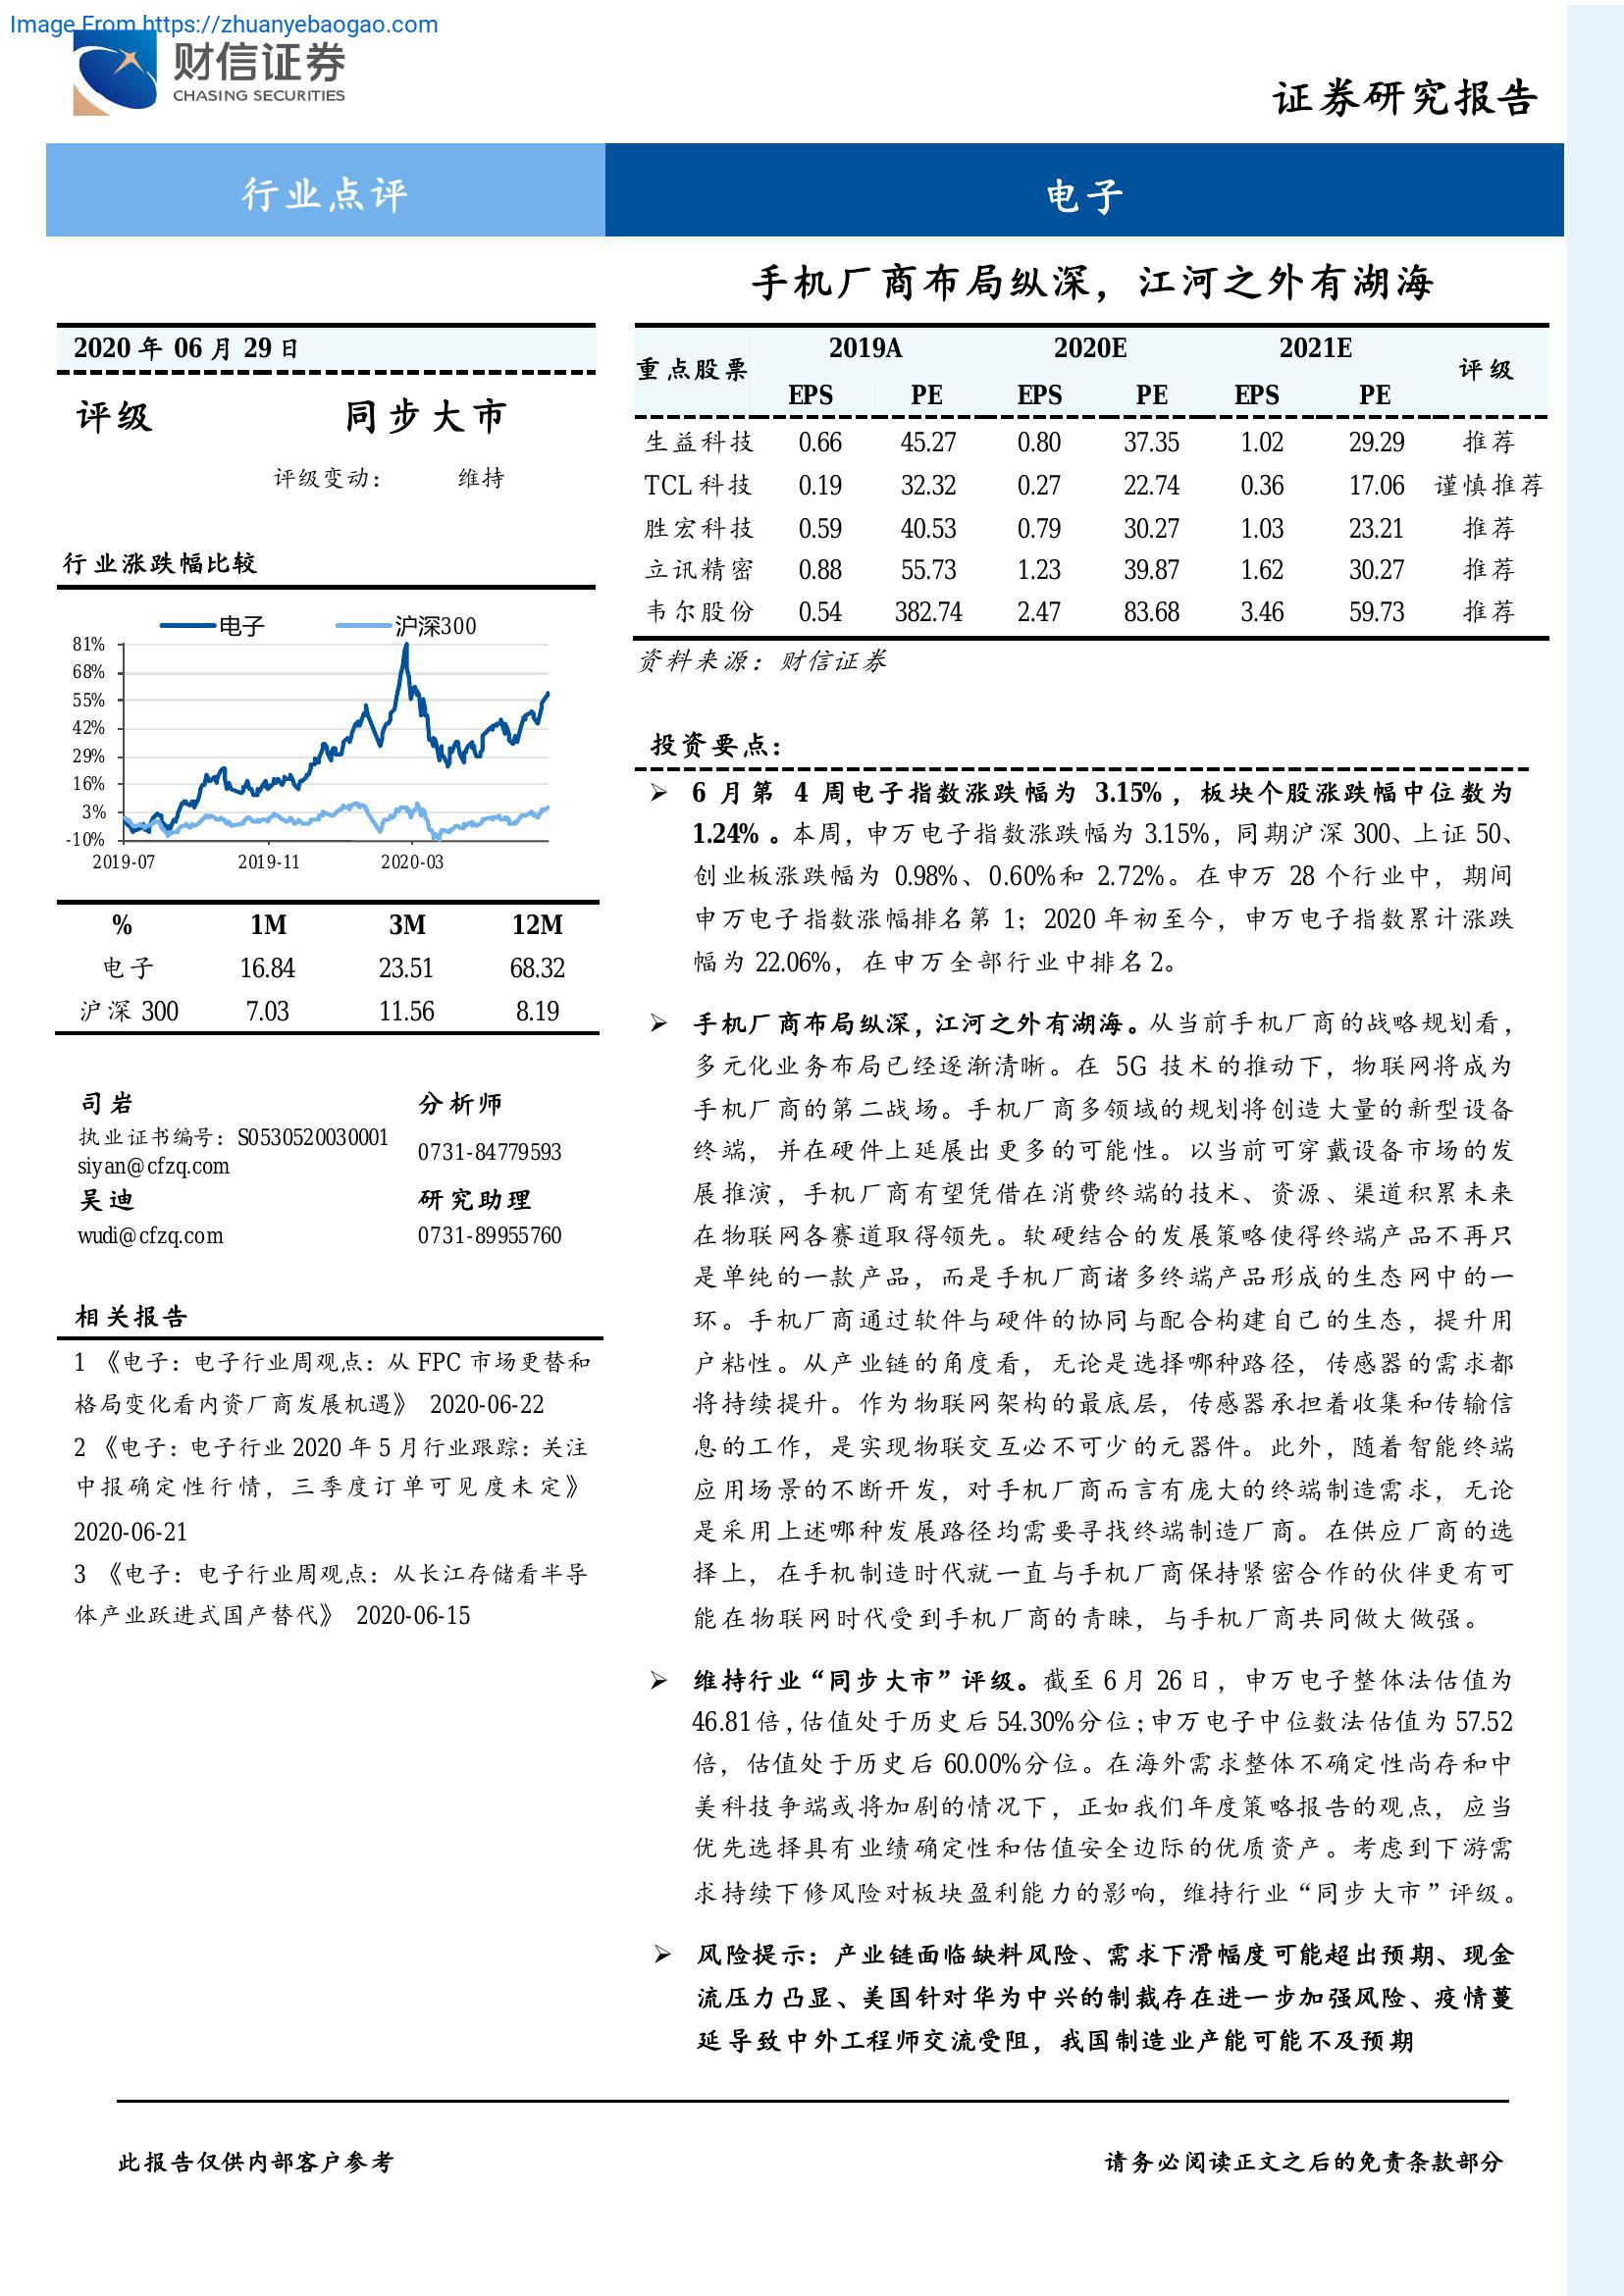 Image From https://zhuanyebaogao.com
财信证券
CHASING SECURITIES
证券研究报告
行业点评
电子
手机厂商布局纵深，江河之外有湖海
2020 年 06 月 29 日
评级 同步大市
评级变动： 维持
行业涨跌幅比较
电子 沪深300
81%
68%
55%
42%
29%
16%
3%
-10%
2019-07 2019-11 2020-03
% 1M 3M 12M
电子 16.84 23.51 68.32
沪深 300 7.03 11.56 8.19
司岩 分析师
执业证书编号：S0530520030001 0731-84779593
siyan@cfzq.com
吴迪 研究助理
wudi@cfzq.com 0731-89955760
相关报告
1 《电子：电子行业周观点：从 FPC 市场更替和
格局变化看内资厂商发展机遇》 2020-06-22
2 《电子：电子行业 2020 年 5 月行业跟踪：关注
中报确定性行情，三季度订单可见度未定》
2020-06-21
3 《电子：电子行业周观点：从长江存储看半导
体产业跃进式国产替代》 2020-06-15
重点股票 2019A 2020E 2021E 评级
EPS PE EPS PE EPS PE
生益科技 0.66 45.27 0.80 37.35 1.02 29.29 推荐
TCL 科技 0.19 32.32 0.27 22.74 0.36 17.06 谨慎推荐
胜宏科技 0.59 40.53 0.79 30.27 1.03 23.21 推荐
立讯精密 0.88 55.73 1.23 39.87 1.62 30.27 推荐
韦尔股份 0.54 382.74 2.47 83.68 3.46 59.73 推荐
资料来源：财信证券
投资要点：
6 月第 4 周电子指数涨跌幅为 3.15%，板块个股涨跌幅中位数为
1.24%。本周，申万电子指数涨跌幅为 3.15%，同期沪深 300、上证 50、
创业板涨跌幅为 0.98%、0.60%和 2.72%。在申万 28 个行业中，期间
申万电子指数涨幅排名第 1；2020 年初至今，申万电子指数累计涨跌
幅为 22.06%，在申万全部行业中排名 2。
手机厂商布局纵深，江河之外有湖海。从当前手机厂商的战略规划看，
多元化业务布局已经逐渐清晰。在 5G 技术的推动下，物联网将成为
手机厂商的第二战场。手机厂商多领域的规划将创造大量的新型设备
终端，并在硬件上延展出更多的可能性。以当前可穿戴设备市场的发
展推演，手机厂商有望凭借在消费终端的技术、资源、渠道积累未来
在物联网各赛道取得领先。软硬结合的发展策略使得终端产品不再只
是单纯的一款产品，而是手机厂商诸多终端产品形成的生态网中的一
环。手机厂商通过软件与硬件的协同与配合构建自己的生态，提升用
户粘性。从产业链的角度看，无论是选择哪种路径，传感器的需求都
将持续提升。作为物联网架构的最底层，传感器承担着收集和传输信
息的工作，是实现物联交互必不可少的元器件。此外，随着智能终端
应用场景的不断开发，对手机厂商而言有庞大的终端制造需求，无论
是采用上述哪种发展路径均需要寻找终端制造厂商。在供应厂商的选
择上，在手机制造时代就一直与手机厂商保持紧密合作的伙伴更有可
能在物联网时代受到手机厂商的青睐，与手机厂商共同做大做强。
维持行业“同步大市”评级。截至 6 月 26 日，申万电子整体法估值为
46.81 倍，估值处于历史后 54.30%分位；申万电子中位数法估值为 57.52
倍，估值处于历史后 60.00%分位。在海外需求整体不确定性尚存和中
美科技争端或将加剧的情况下，正如我们年度策略报告的观点，应当
优先选择具有业绩确定性和估值安全边际的优质资产。考虑到下游需
求持续下修风险对板块盈利能力的影响，维持行业“同步大市”评级。
风险提示：产业链面临缺料风险、需求下滑幅度可能超出预期、现金
流压力凸显、美国针对华为中兴的制裁存在进一步加强风险、疫情蔓
延导致中外工程师交流受阻，我国制造业产能可能不及预期
此报告仅供内部客户参考
请务必阅读正文之后的免责条款部分